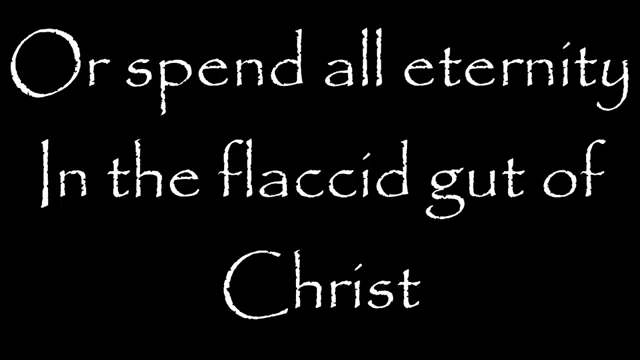 Or spend all eternity
In the flaccid gut of
Christ